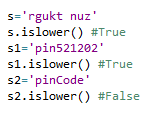 s='rgukt nuz'
s.islower() #True
s1='pin521202'
s1.islower() #True
s2='pinCode'
s2.islower() #False